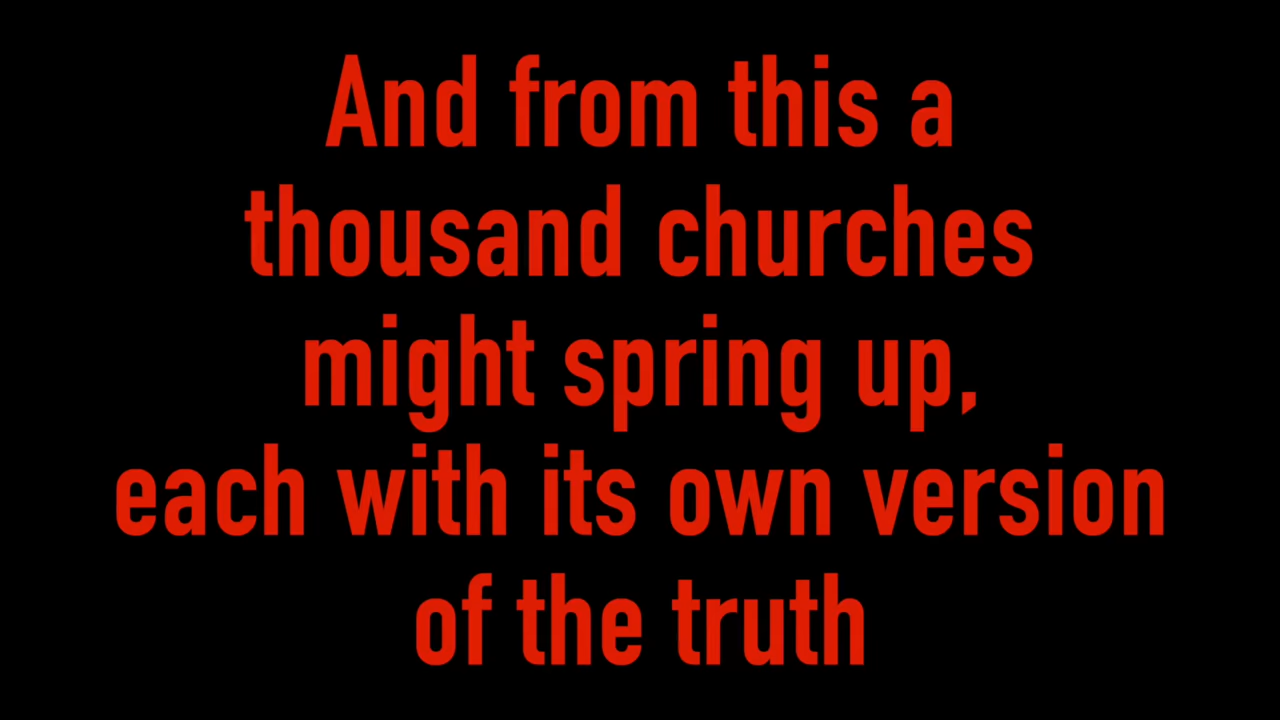 And from this a
thousand churches
might spring up,
each with its own version
of the truth